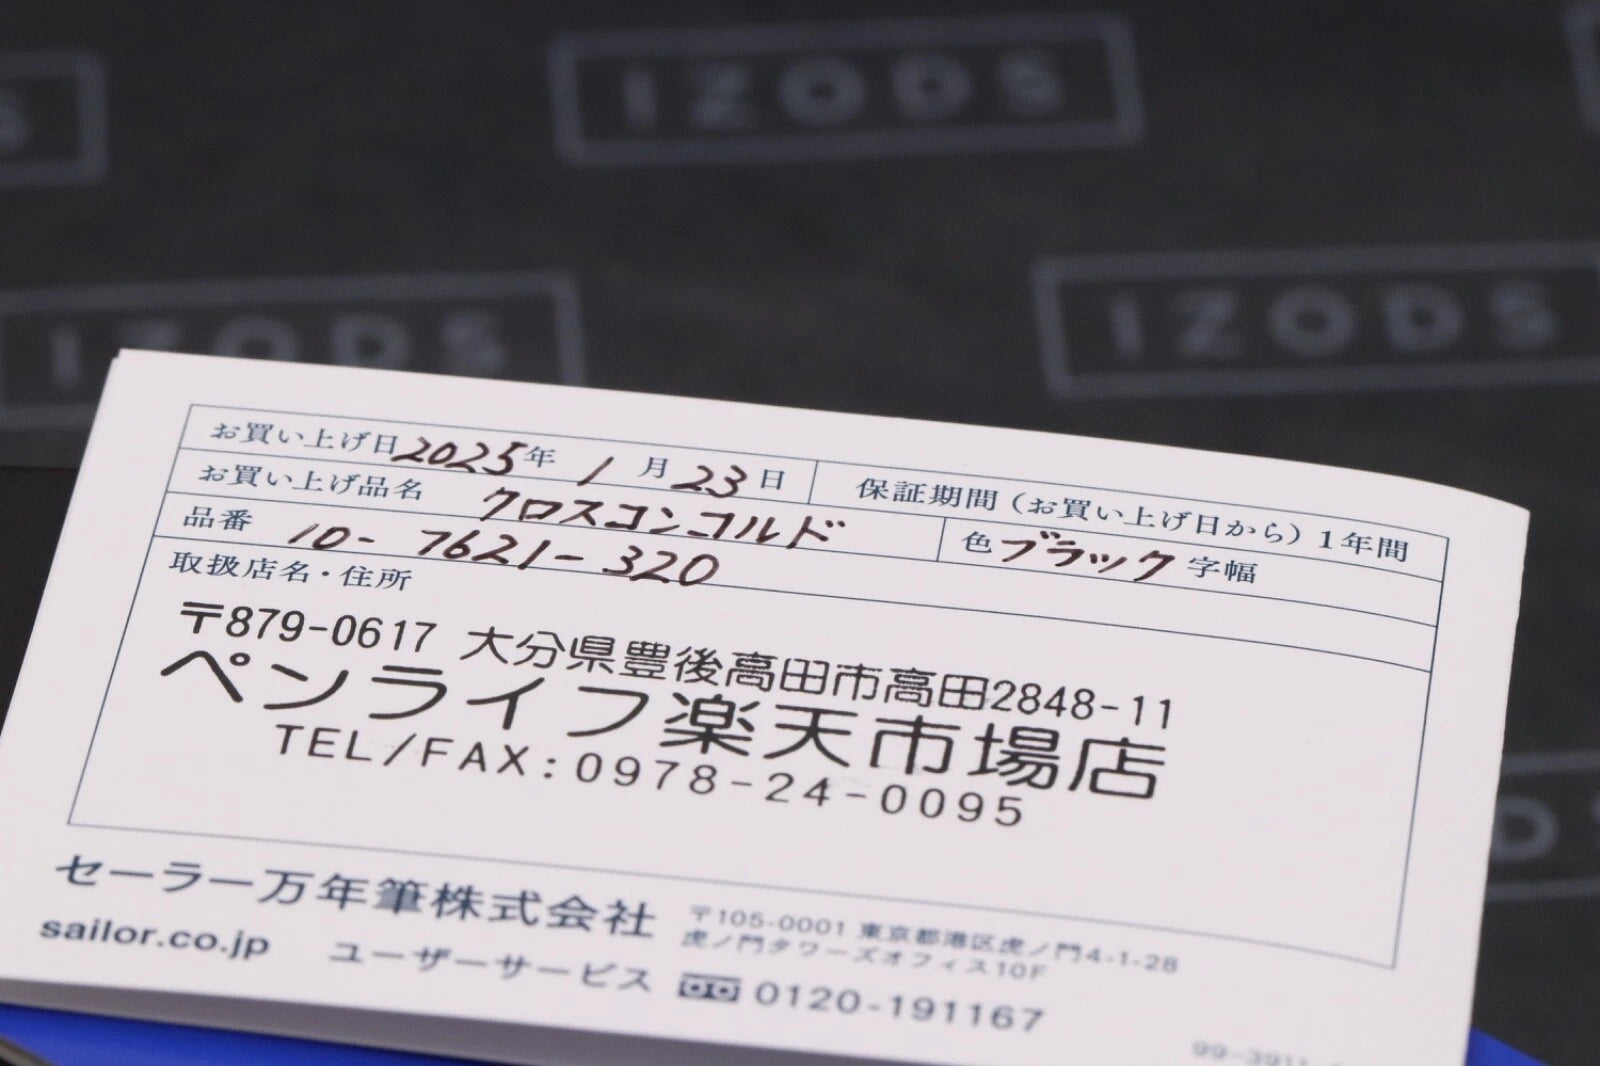 IZODS
IZODS
IZODS
お買い上げ日2025年 1月23日 保証期間(お買い上げ日から)1年間
お買い上げ品名 クロスコンコルド 色ブラック 字幅
品番 10-7621-320
取扱店名・住所
〒879-0617 大分県豊後高田市高田2848-11
ペンライフ楽天市場店
TEL/FAX:0978-24-0095
セーラー万年筆株式会社 〒105-0001 東京都港区虎ノ門4-1-28
虎ノ門タワーズオフィス10F
sailor.co.jp ユーザーサービス 0120-191167